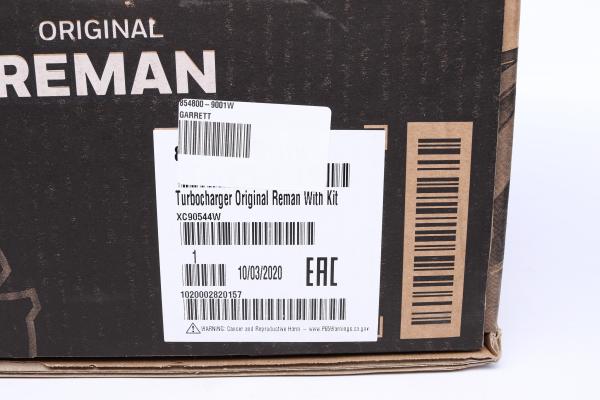 ORIGINAL
REMAN
854800-9001W
GARRETT
Turbocharger Original Reman With Kit
XC90544W
1
10/03/2020
EAC
1020002820157
WARNING: Cancer and Reproductive Harm - www.P65Warnings.ca.gov